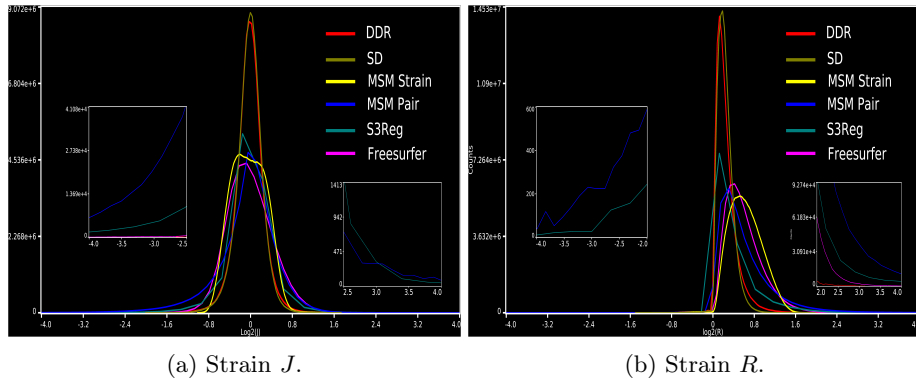 9.072e+6
6.804e+6
4.536e+6
2.268e+6
0
-4.0 -3.2 -1.6 -0.8 0 0.8 1.6 2.4 3.2 4.0
Log2(J)
DDR
SD
MSM Strain
MSM Pair
S3Reg
Freesurfer
4.108e+4
2.739e+4
1.369e+4
0
-4.0 -3.5 -3.0 -2.5
1413
942
471
0
2.5 3.0 3.5 4.0
(a) Strain J.
1.453e+7
1.09e+7
7.264e+6
3.632e+6
0
Counts
-4.0 -3.2 -2.4 -1.6 -0.8 0 0.8 1.6 2.4 3.2 4.0
log2(R)
DDR
SD
MSM Strain
MSM Pair
S3Reg
Freesurfer
600
400
200
0
-4.0 -3.5 -3.0 -2.5 -2.0
9.274e+4
6.183e+4
3.091e+4
0
2.0 2.5 3.0 3.5 4.0
(b) Strain R.